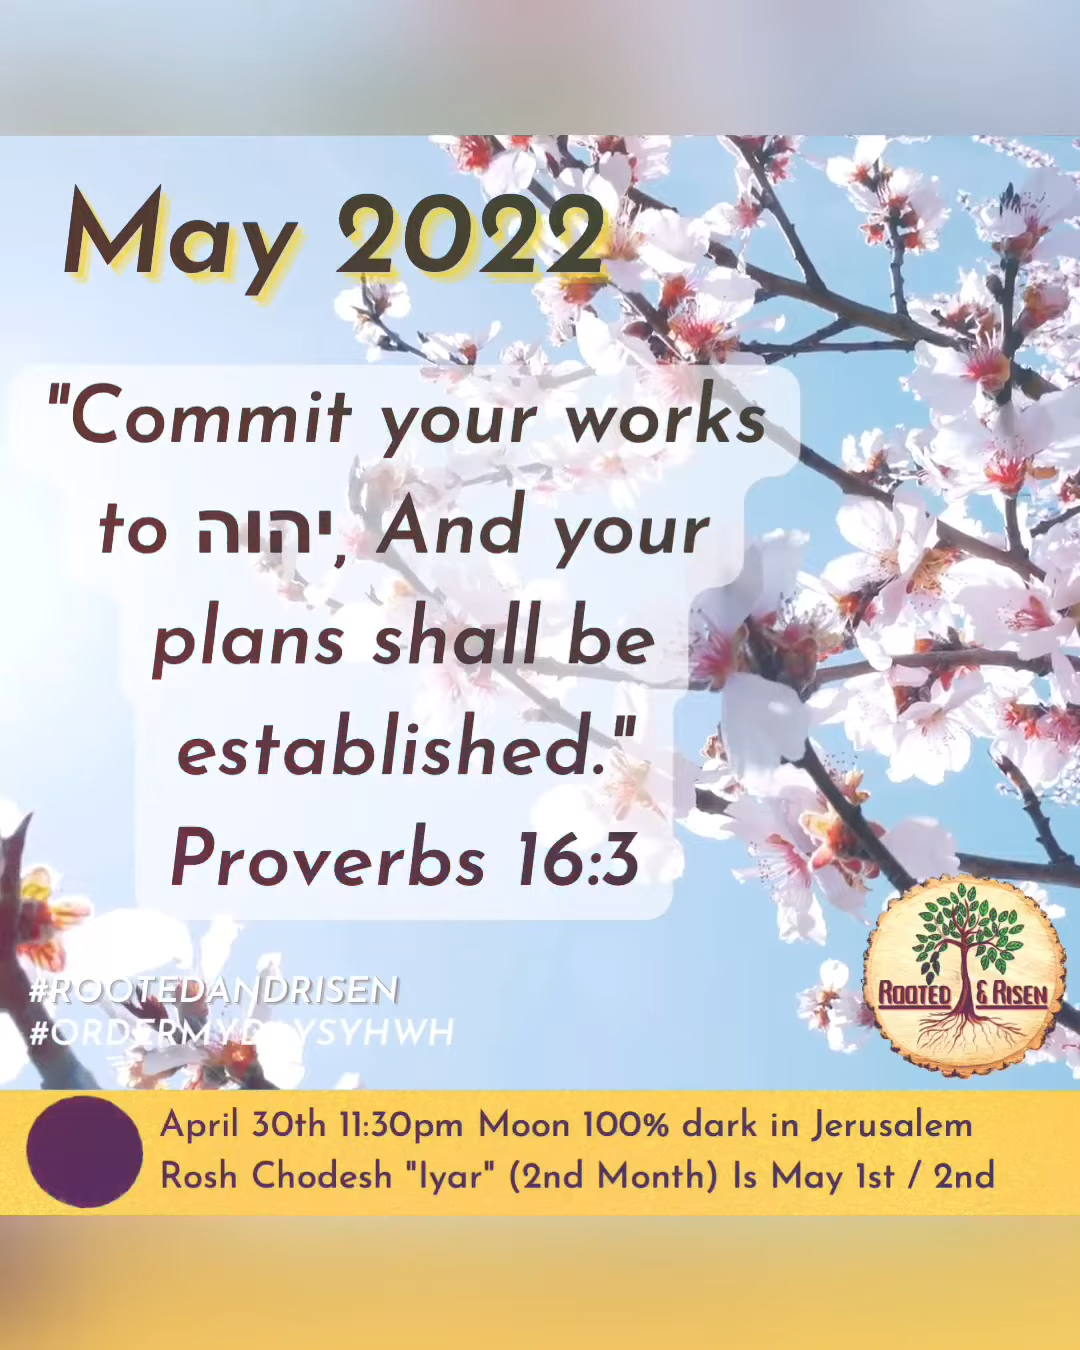 May 2022
"Commit your works
to יהוה, And your
plans shall be
established."
Proverbs 16:3
#ROOTEDANDRISEN
#ORDERMYDAYSYHWH
ROOTED & RISEN
April 30th 11:30pm Moon 100% dark in Jerusalem
Rosh Chodesh "Iyar" (2nd Month) Is May 1st / 2nd